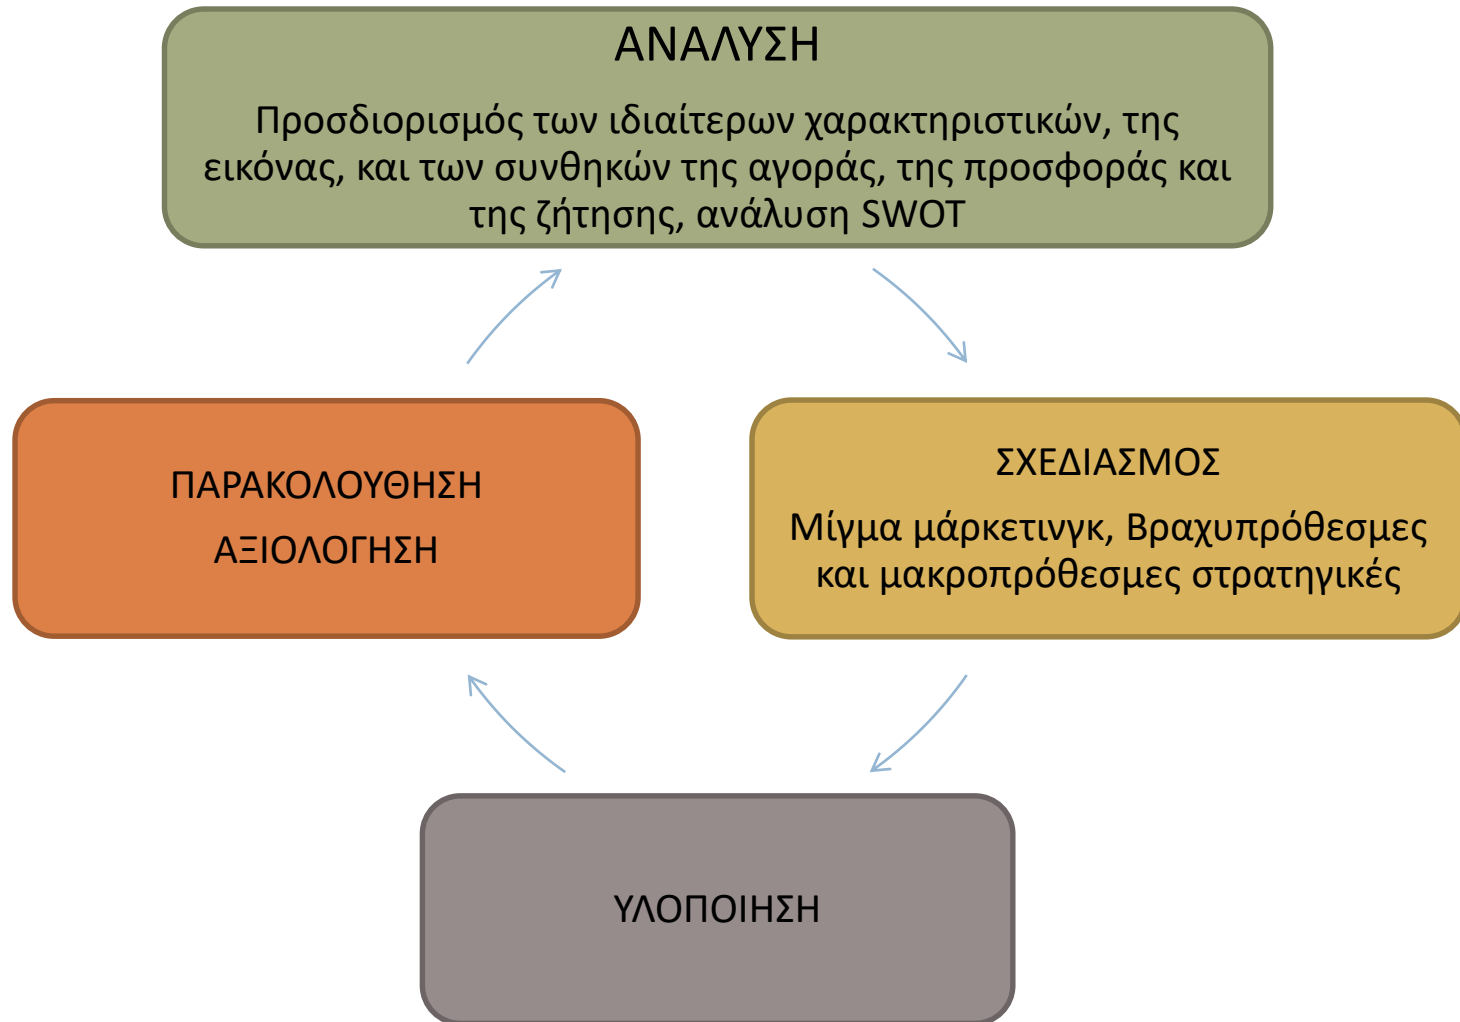 ΑΝΑΛΥΣΗ
Προσδιορισμός των ιδιαίτερων χαρακτηριστικών, της
εικόνας, και των συνθηκών της αγοράς, της προσφοράς και
της ζήτησης, ανάλυση SWOT
ΣΧΕΔΙΑΣΜΟΣ
Μίγμα μάρκετινγκ, Βραχυπρόθεσμες
και μακροπρόθεσμες στρατηγικές
ΥΛΟΠΟΙΗΣΗ
ΠΑΡΑΚΟΛΟΥΘΗΣΗ
ΑΞΙΟΛΟΓΗΣΗ